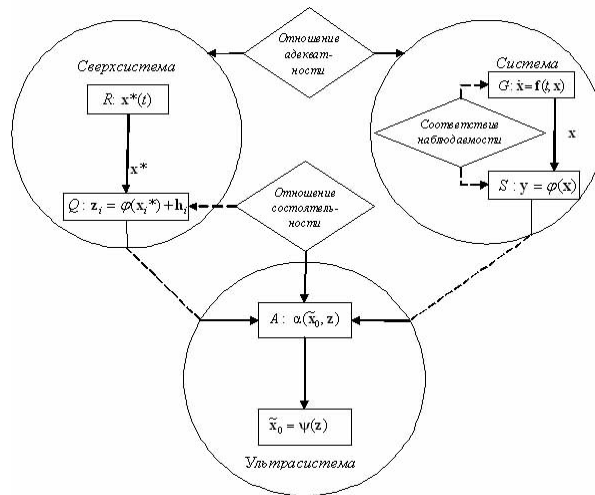 Отношение
адекват-
ности
Сверхсистема
Система
R: x*(t)
G: ẋ=f(t,x)
Соответствие
наблюдаемости
x
x*
S: y = φ(x)
Отношение
состоятель-
ности
Q: zᵢ = φ(xᵢ*)+hᵢ
A: α(x̃₀, z)
x̃₀ = ψ(z)
Ультрасистема